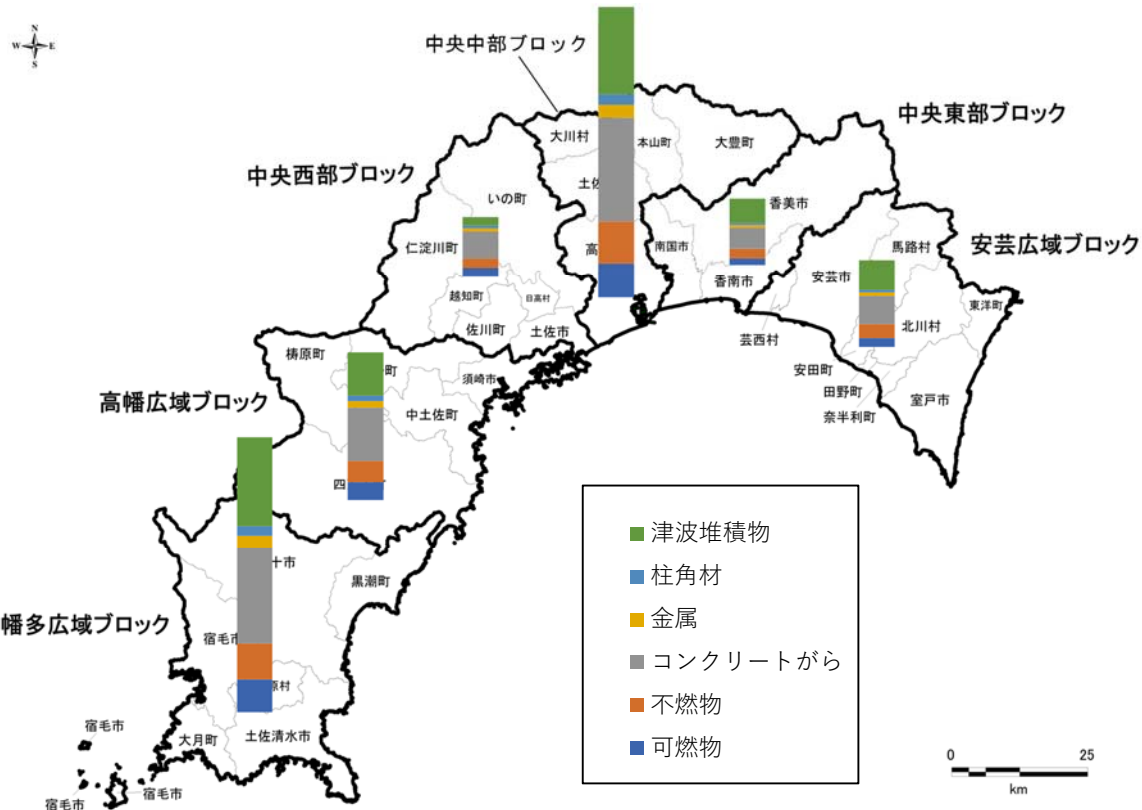 N
W E
S
中央中部ブロック
中央東部ブロック
中央西部ブロック
安芸広域ブロック
高幡広域ブロック
幡多広域ブロック
大川村
本山町
大豊町
土佐
いの町
香美市
仁淀川町
高
南国市
馬路村
香南市
安芸市
越知町
日高村
東洋町
佐川町
土佐市
芸西村
北川村
梼原町
町
須崎市
安田町
田野町
中土佐町
奈半利町
室戸市
四
十市
黒潮町
宿毛市
原村
大月町
土佐清水市
宿毛市
宿毛市
宿毛市
津波堆積物
柱角材
金属
コンクリートがら
不燃物
可燃物
0 25
km